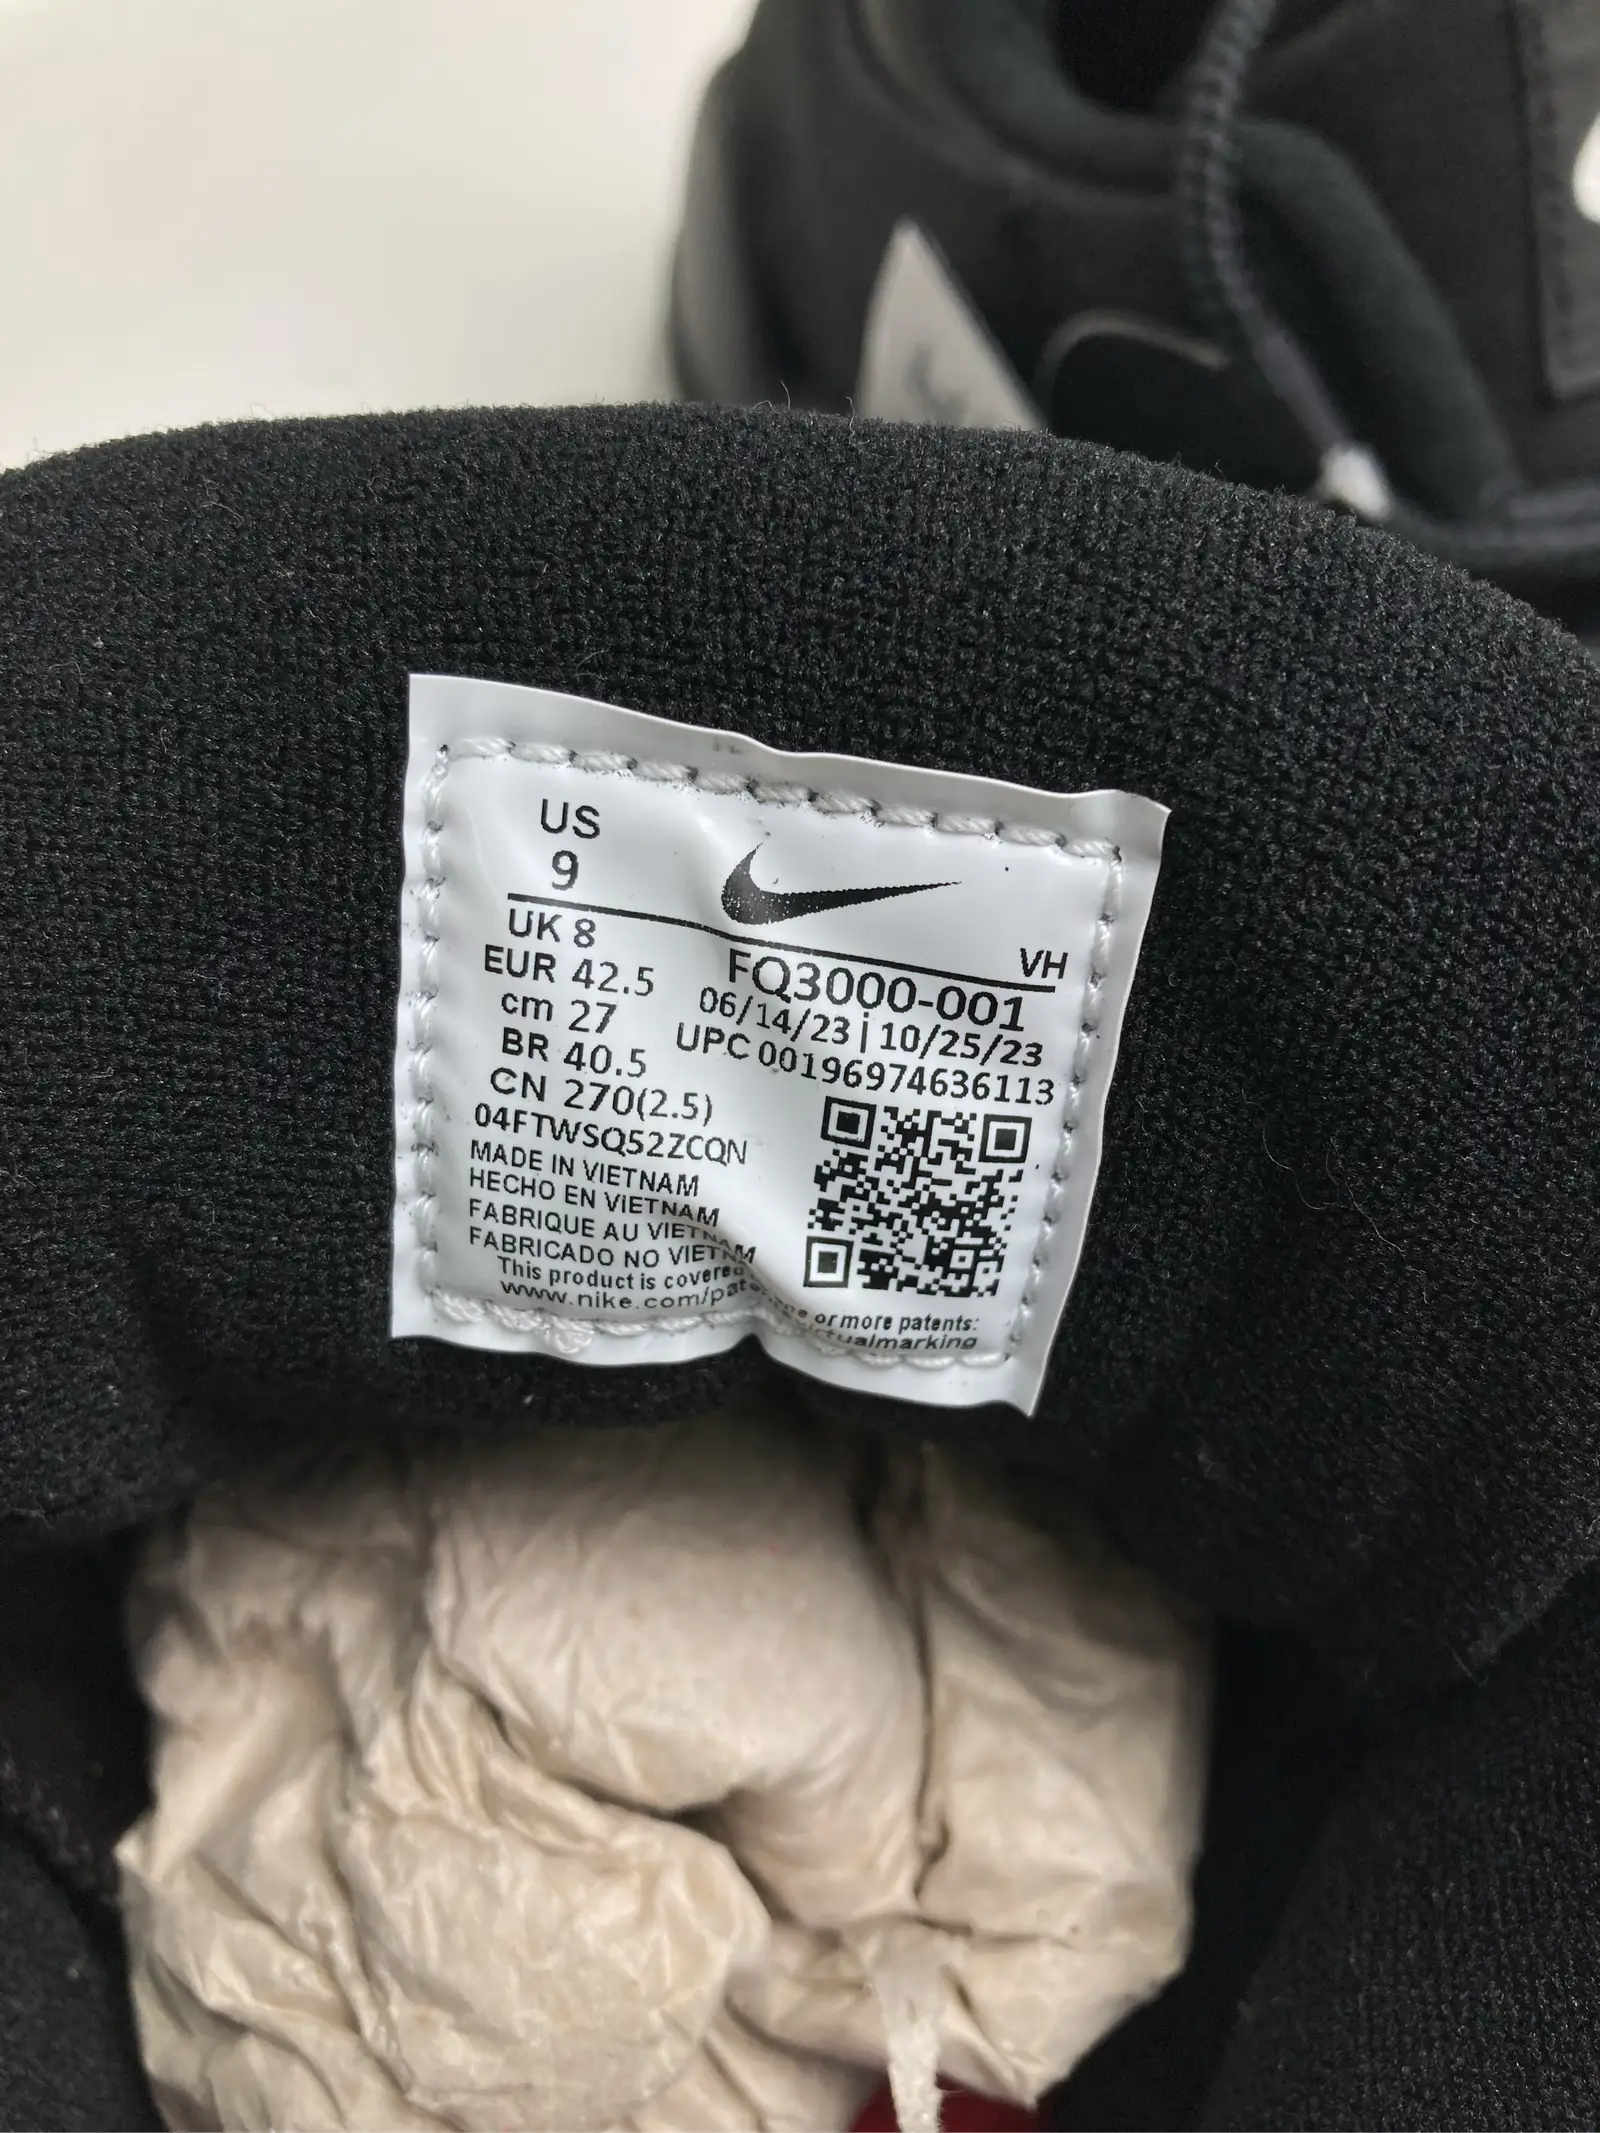 US
9
UK 8
EUR 42.5
cm 27
BR 40.5
CN 270(2.5)
04FTWSQ52ZCQN
MADE IN VIETNAM
HECHO EN VIETNAM
FABRIQUE AU VIETNAM
FABRICADO NO VIETNAM
VH
FQ3000-001
06/14/23 | 10/25/23
UPC 00196974636113
This product is covered or more patents:
www.nike.com/pat virtualmarking